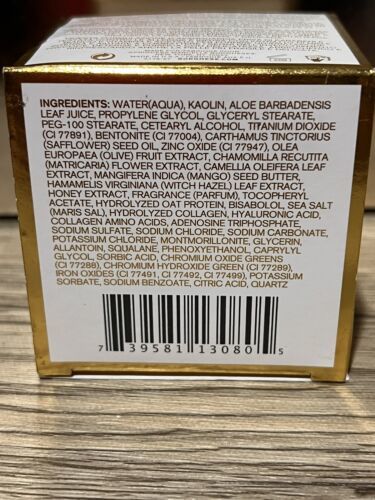 INGREDIENTS: WATER(AQUA), KAOLIN, ALOE BARBADENSIS
LEAF JUICE, PROPYLENE GLYCOL, GLYCERYL STEARATE,
PEG-100 STEARATE, CETEARYL ALCOHOL, TITANIUM DIOXIDE
(CI 77891), BENTONITE (CI 77004), CARTHAMUS TINCTORIUS
(SAFFLOWER) SEED OIL, ZINC OXIDE (CI 77947), OLEA
EUROPAEA (OLIVE) FRUIT EXTRACT, CHAMOMILLA RECUTITA
(MATRICARIA) FLOWER EXTRACT, CAMELLIA OLEIFERA LEAF
EXTRACT, MANGIFERA INDICA (MANGO) SEED BUTTER,
HAMAMELIS VIRGINIANA (WITCH HAZEL) LEAF EXTRACT,
HONEY EXTRACT, FRAGRANCE (PARFUM), TOCOPHERYL
ACETATE, HYDROLYZED OAT PROTEIN, BISABOLOL, SEA SALT
(MARIS SAL), HYDROLYZED COLLAGEN, HYALURONIC ACID,
COLLAGEN AMINO ACIDS, ADENOSINE TRIPHOSPHATE,
SODIUM SULFATE, SODIUM CHLORIDE, SODIUM CARBONATE,
POTASSIUM CHLORIDE, MONTMORILLONITE, GLYCERIN,
ALLANTOIN, SQUALANE, PHENOXYETHANOL, CAPRYLYL
GLYCOL, SORBIC ACID, CHROMIUM OXIDE GREENS
(CI 77288), CHROMIUM HYDROXIDE GREEN (CI 77289),
IRON OXIDES (CI 77491, CI 77492, CI 77499), POTASSIUM
SORBATE, SODIUM BENZOATE, CITRIC ACID, QUARTZ
7 39581 13080 5